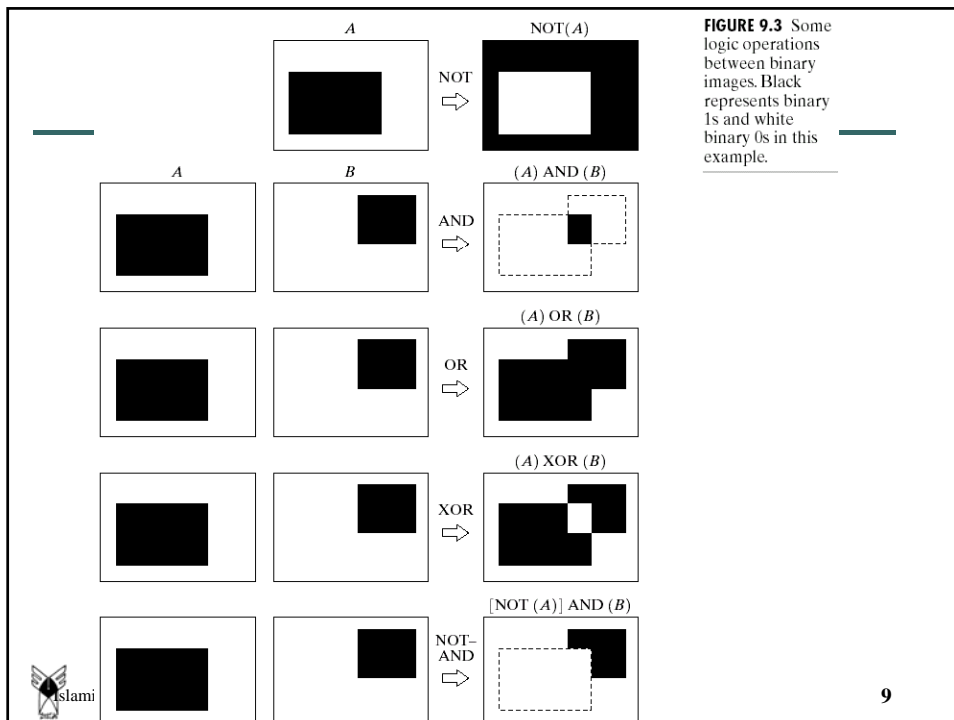 A
NOT(A)
NOT
FIGURE 9.3 Some
logic operations
between binary
images. Black
represents binary
1s and white
binary 0s in this
example.
A
B
(A) AND (B)
AND
(A) OR (B)
OR
(A) XOR (B)
XOR
[NOT (A)] AND (B)
NOT–
AND
Islami
9